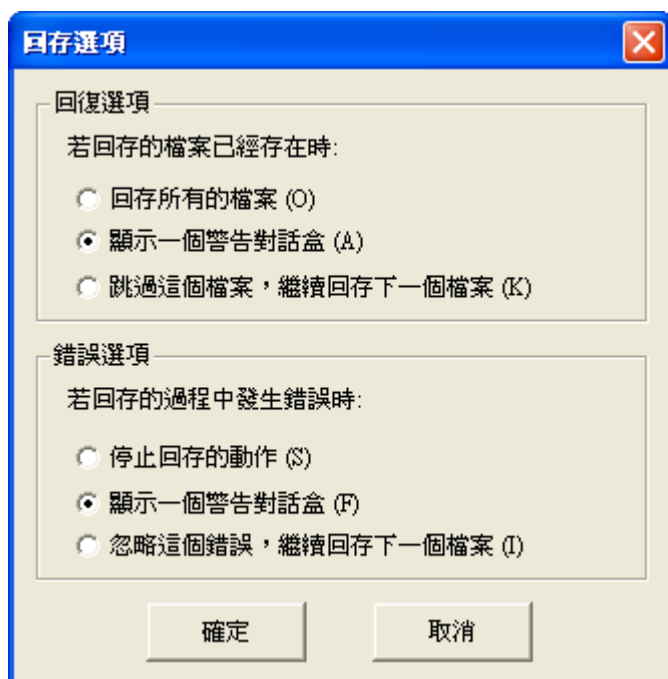 回存選項
回復選項
若回存的檔案已經存在時:
回存所有的檔案 (O)
顯示一個警告對話盒 (A)
跳過這個檔案，繼續回存下一個檔案 (K)
錯誤選項
若回存的過程中發生錯誤時:
停止回存的動作 (S)
顯示一個警告對話盒 (F)
忽略這個錯誤，繼續回存下一個檔案 (I)
確定
取消